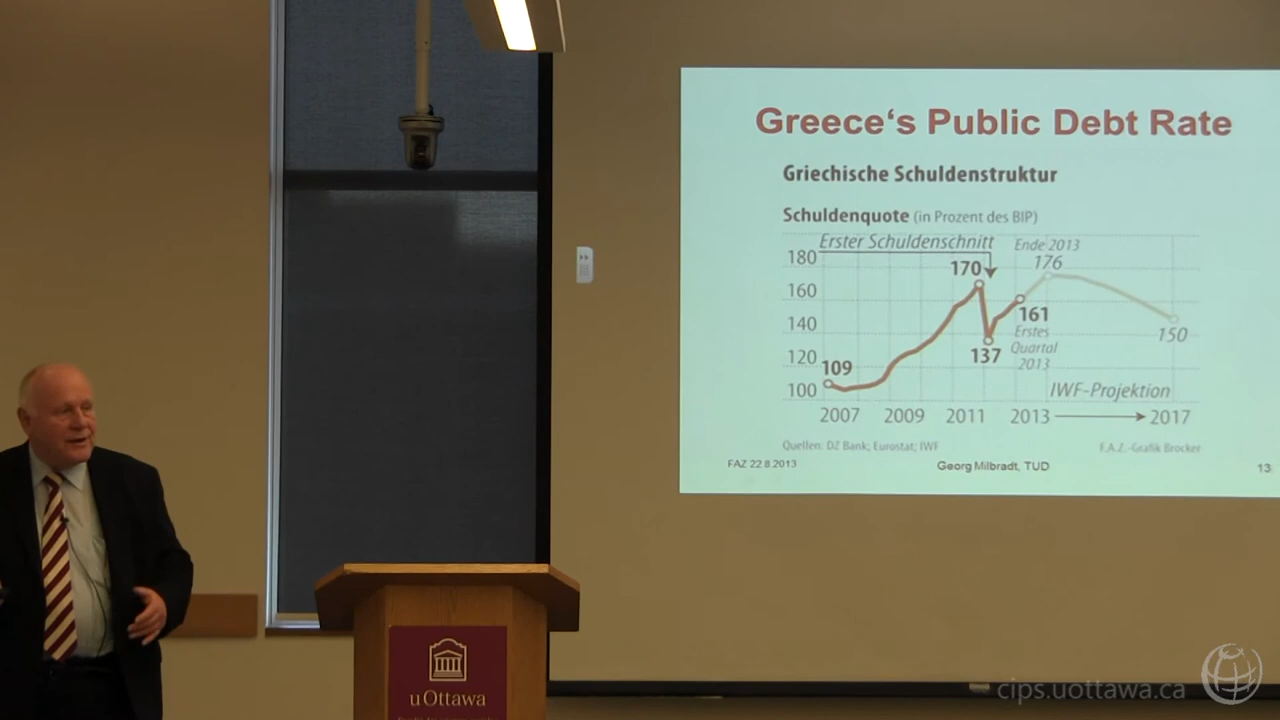 Greece‘s Public Debt Rate
Griechische Schuldenstruktur
Schuldenquote (in Prozent des BIP)
Erster Schuldenschnitt
Ende 2013
180
170
176
160
161
140
Erstes
150
137
Quartal
120
109
2013
100
IWF-Projektion
2007 2009 2011 2013 2017
Quellen: DZ Bank; Eurostat; IWF
F.A.Z.-Grafik Brocker
FAZ 22.8.2013
Georg Milbradt, TUD
13
uOttawa
cips.uottawa.ca